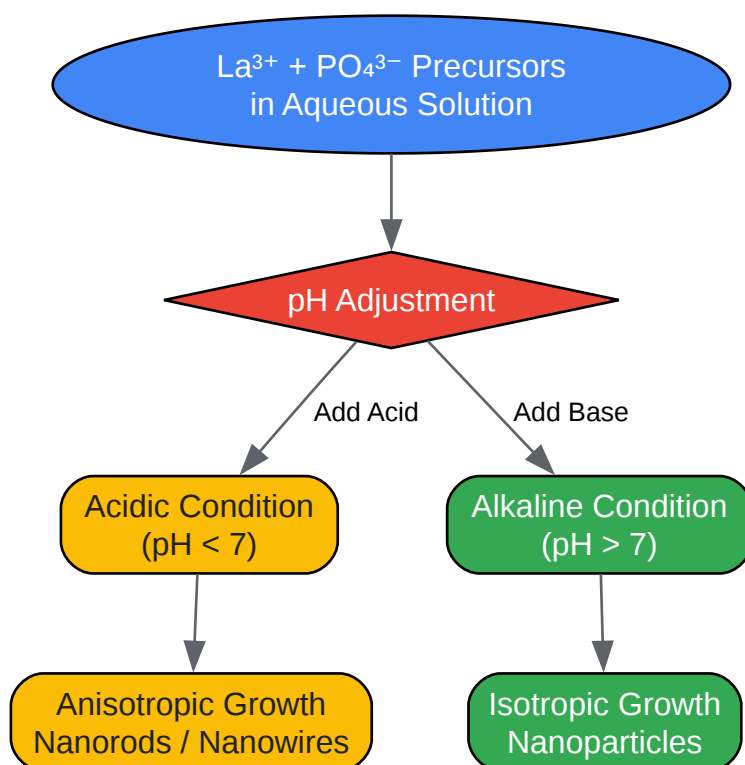 La³⁺ + PO₄³⁻ Precursors
in Aqueous Solution
pH Adjustment
Add Acid
Add Base
Acidic Condition
(pH < 7)
Alkaline Condition
(pH > 7)
Anisotropic Growth
Nanorods / Nanowires
Isotropic Growth
Nanoparticles